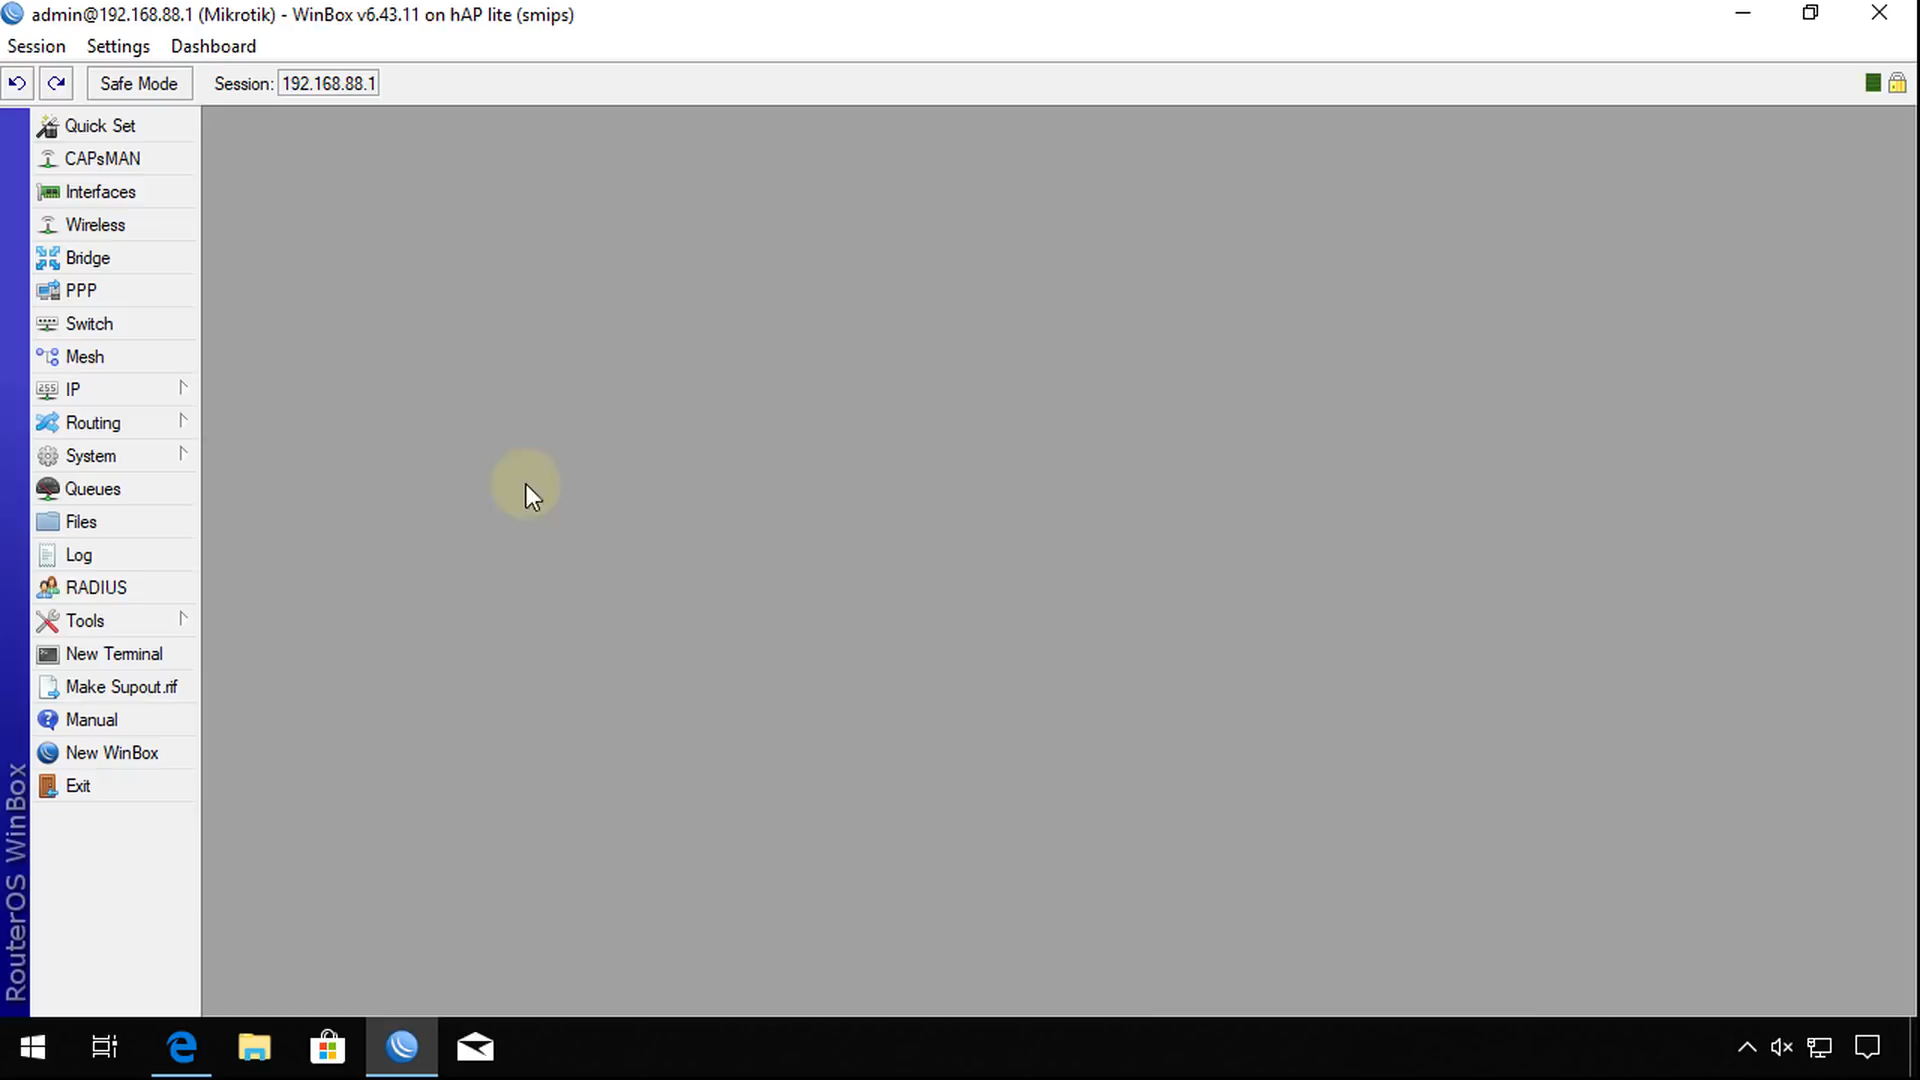 admin@192.168.88.1 (Mikrotik) - WinBox v6.43.11 on hAP lite (smips)
Session Settings Dashboard
Safe Mode Session: 192.168.88.1
Quick Set
CAPsMAN
Interfaces
Wireless
Bridge
PPP
Switch
Mesh
255 IP
Routing
System
Queues
Files
Log
RADIUS
Tools
New Terminal
Make Supout.rif
Manual
New WinBox
Exit
RouterOS WinBox